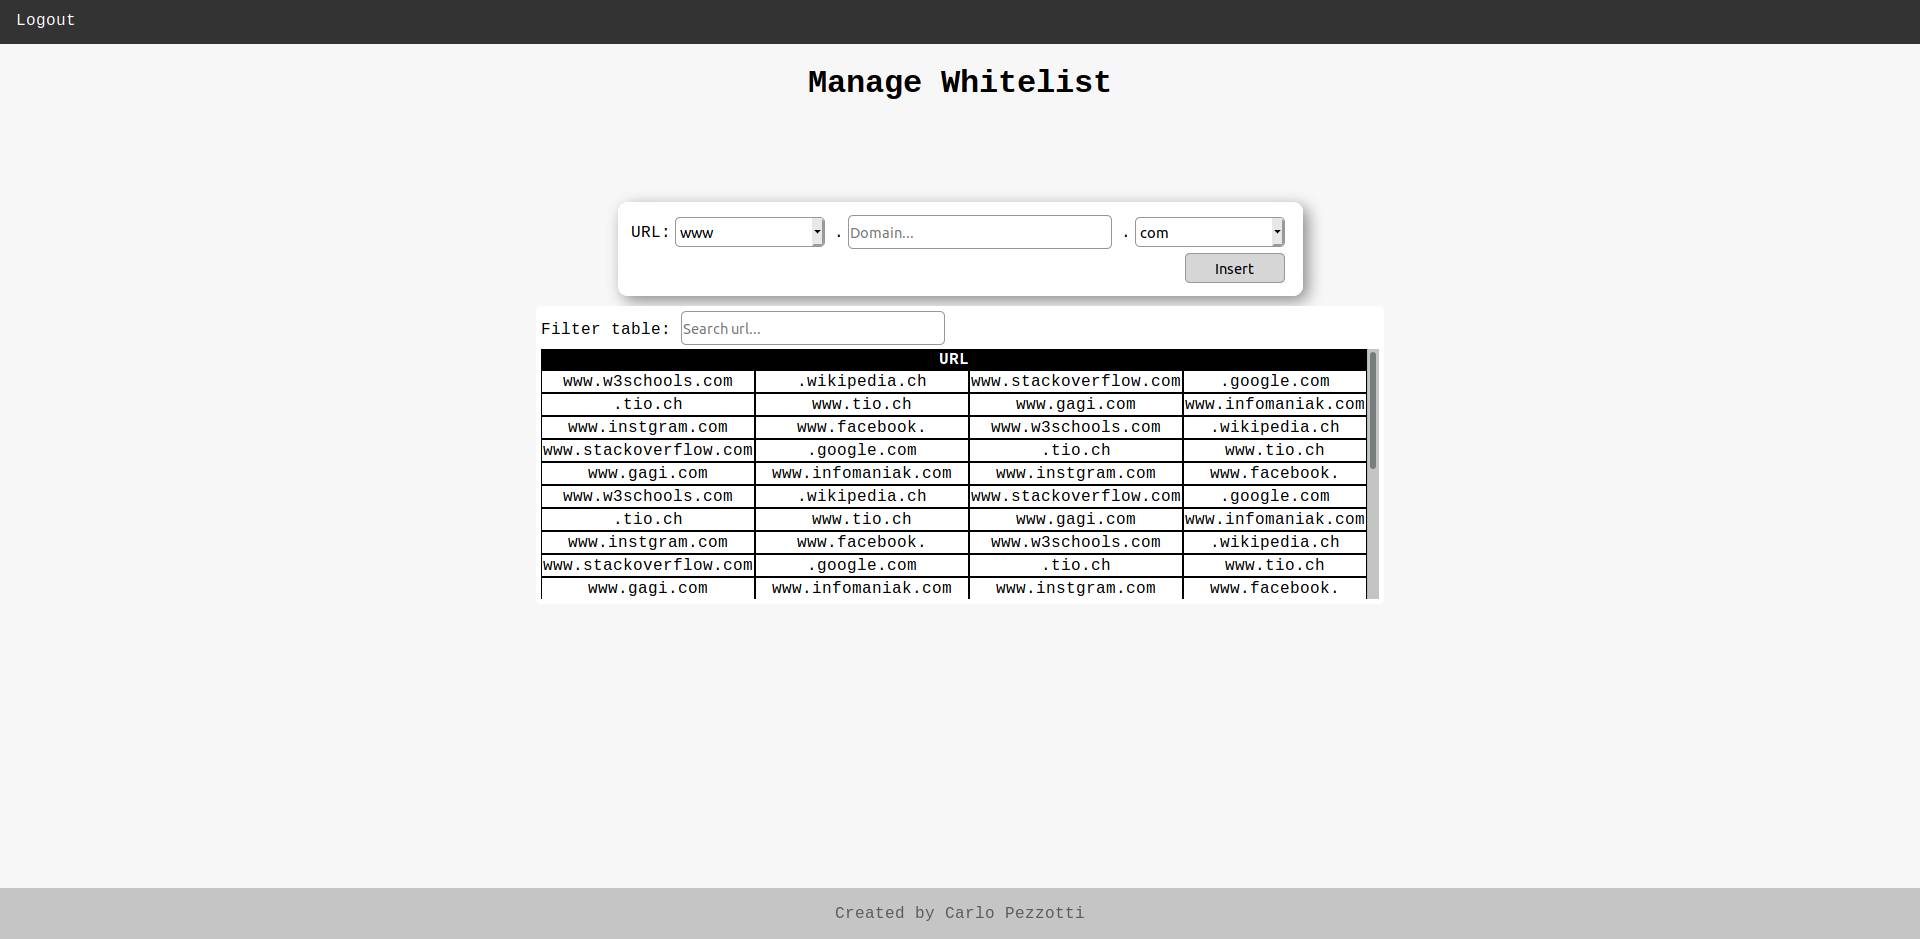 Logout
Manage Whitelist
URL: www . Domain... . com
Insert
Filter table: Search url...
URL
www.w3schools.com .wikipedia.ch www.stackoverflow.com .google.com
.tio.ch www.tio.ch www.gagi.com www.infomaniak.com
www.instgram.com www.facebook. www.w3schools.com .wikipedia.ch
www.stackoverflow.com .google.com .tio.ch www.tio.ch
www.gagi.com www.infomaniak.com www.instgram.com www.facebook.
www.w3schools.com .wikipedia.ch www.stackoverflow.com .google.com
.tio.ch www.tio.ch www.gagi.com www.infomaniak.com
www.instgram.com www.facebook. www.w3schools.com .wikipedia.ch
www.stackoverflow.com .google.com .tio.ch www.tio.ch
www.gagi.com www.infomaniak.com www.instgram.com www.facebook.
Created by Carlo Pezzotti